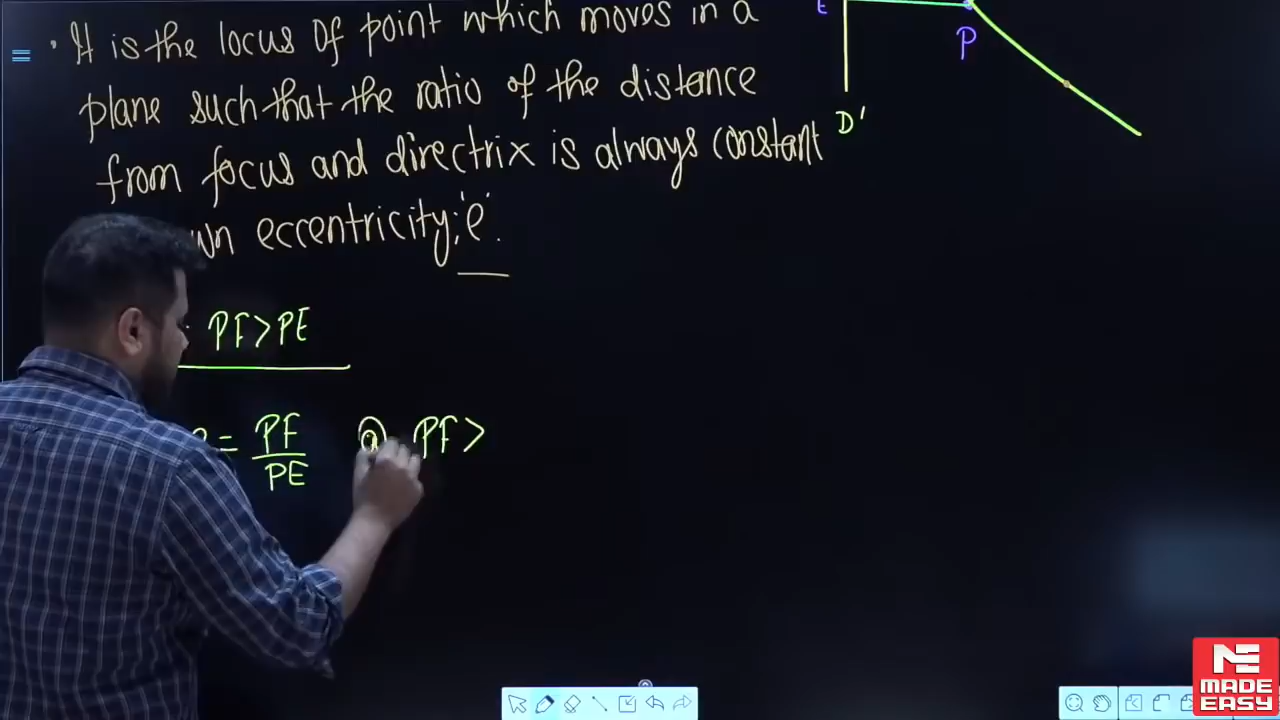 E
P
D'
· It is the locus of point which moves in a
plane such that the ratio of the distance
from focus and directrix is always constant
eccentricity; 'e'.
PF>PE
= PF
PE
@ PF>
ME
MADE
EASY